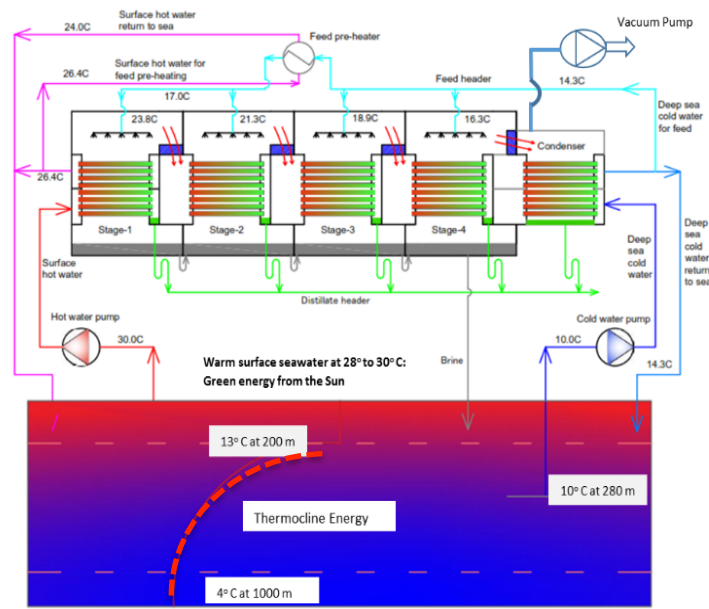 Surface hot water
return to sea
24.0C
Feed pre-heater
Vacuum Pump
Surface hot water for
feed pre-heating
26.4C
Feed header
14.3C
17.0C
Deep sea
cold water
for feed
23.8C
21.3C
18.9C
16.3C
Condenser
26.4C
Stage-1
Stage-2
Stage-3
Stage-4
Surface
hot water
Deep
sea
cold
water
Deep
sea
cold
water
return
to sea
Distillate header
Hot water pump
30.0C
Cold water pump
10.0C
14.3C
Warm surface seawater at 28° to 30° C:
Green energy from the Sun
Brine
13° C at 200 m
10° C at 280 m
Thermocline Energy
4° C at 1000 m